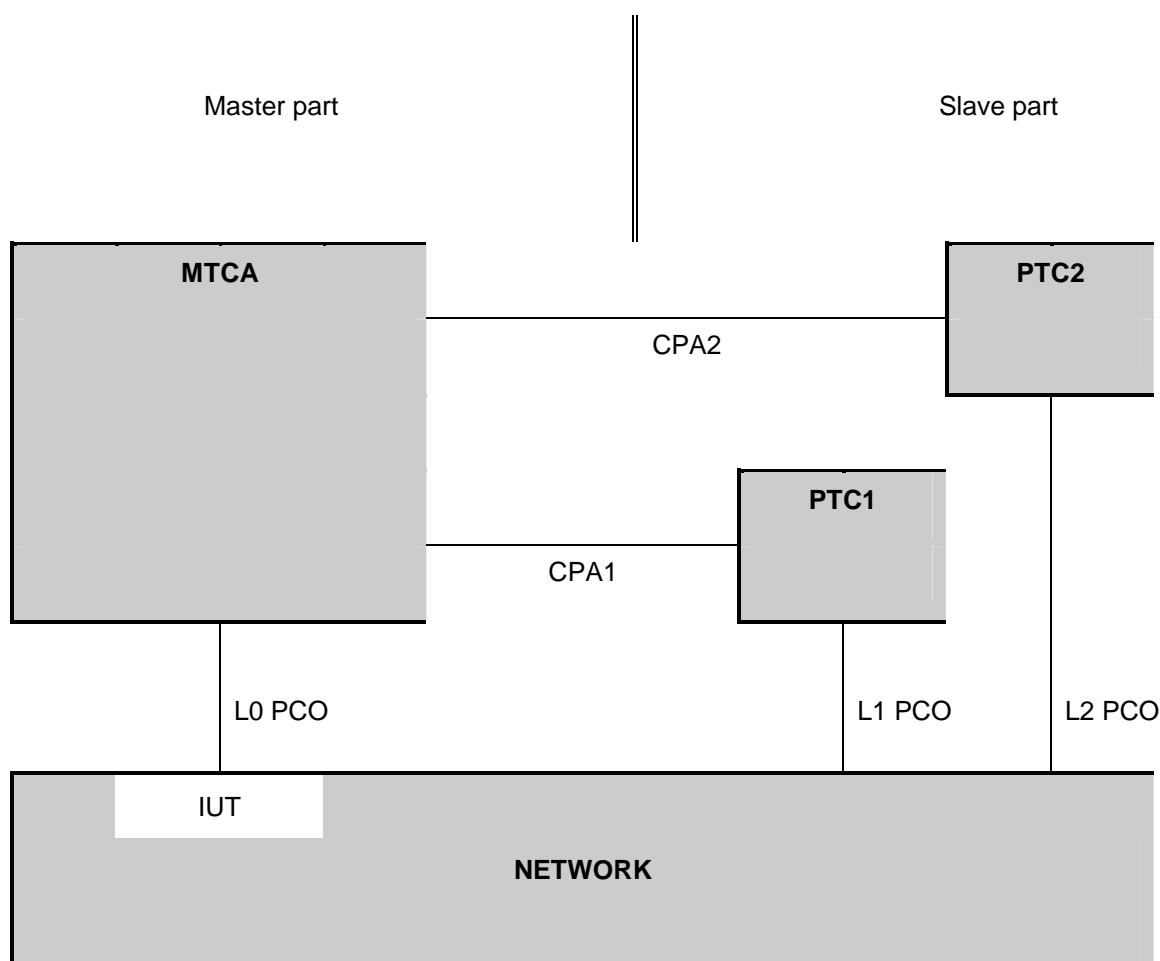 Master part
Slave part
MTCA
PTC2
CPA2
PTC1
CPA1
L0 PCO
L1 PCO
L2 PCO
IUT
NETWORK